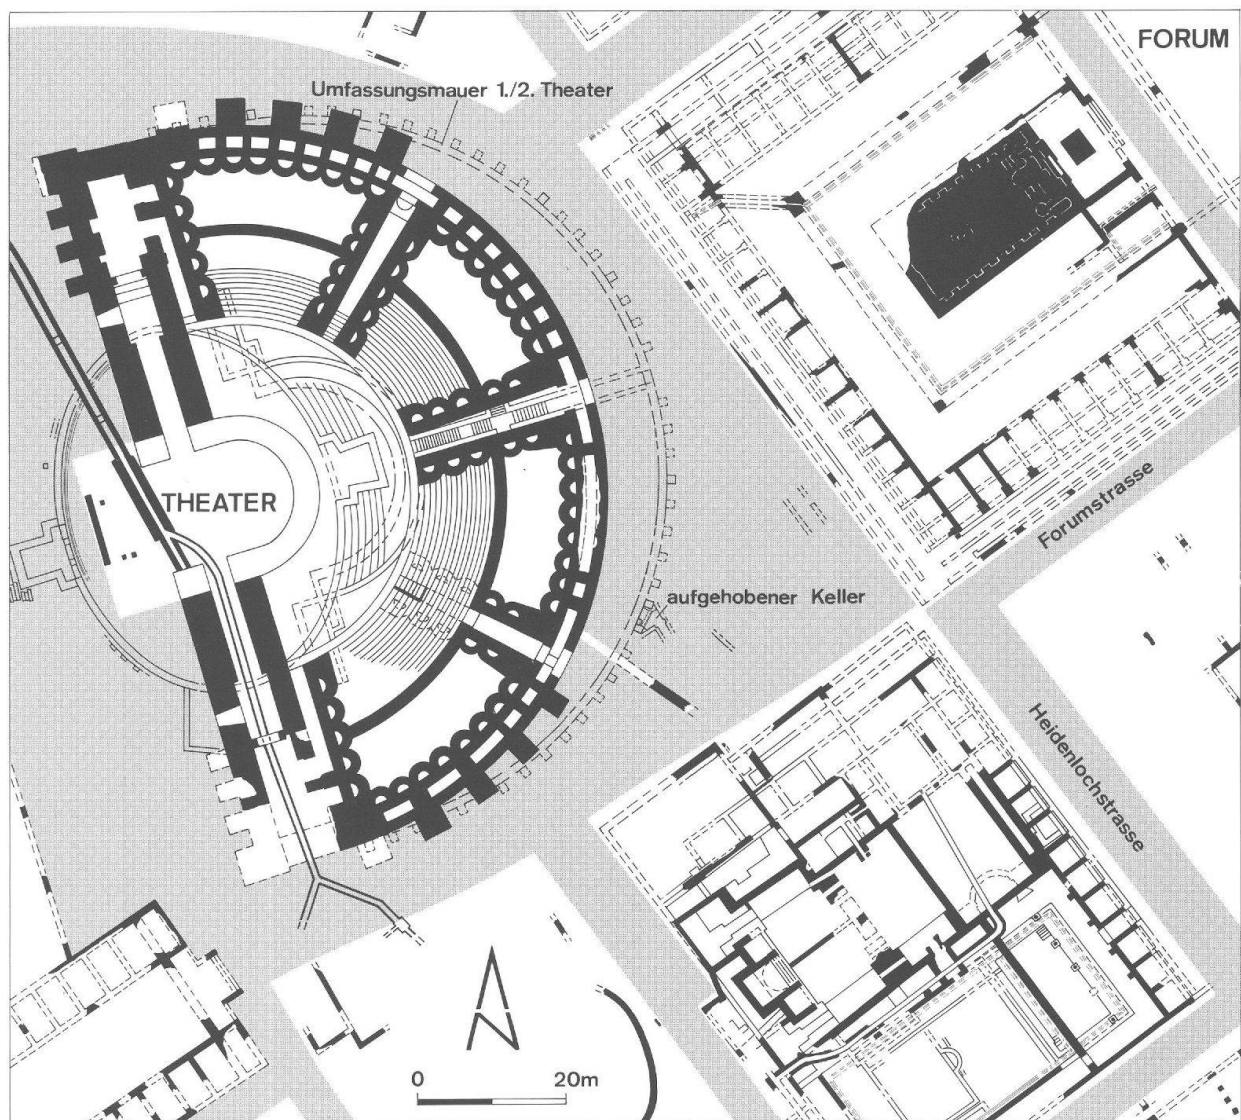 FORUM
Umfassungsmauer 1./2. Theater
THEATER
Forumstrasse
aufgehobener Keller
Heidenlochstrasse
N
0 20m